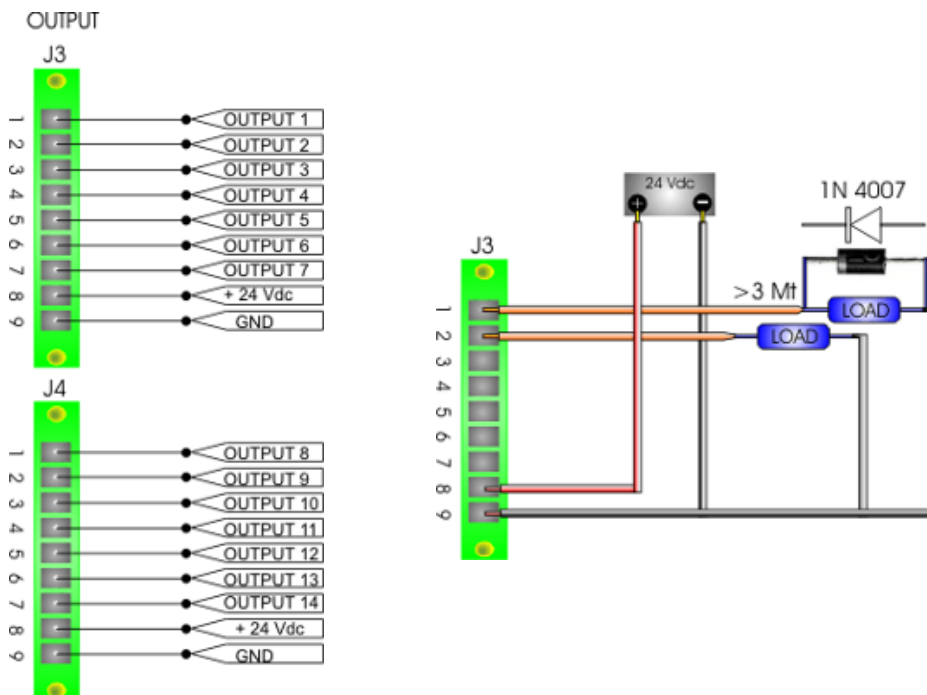 OUTPUT
J3
1 OUTPUT 1
2 OUTPUT 2
3 OUTPUT 3
4 OUTPUT 4
5 OUTPUT 5
6 OUTPUT 6
7 OUTPUT 7
8 + 24 Vdc
9 GND
J4
1 OUTPUT 8
2 OUTPUT 9
3 OUTPUT 10
4 OUTPUT 11
5 OUTPUT 12
6 OUTPUT 13
7 OUTPUT 14
8 + 24 Vdc
9 GND
24 Vdc
+ -
1N 4007
J3
>3 Mt
1 LOAD
2 LOAD
3
4
5
6
7
8
9